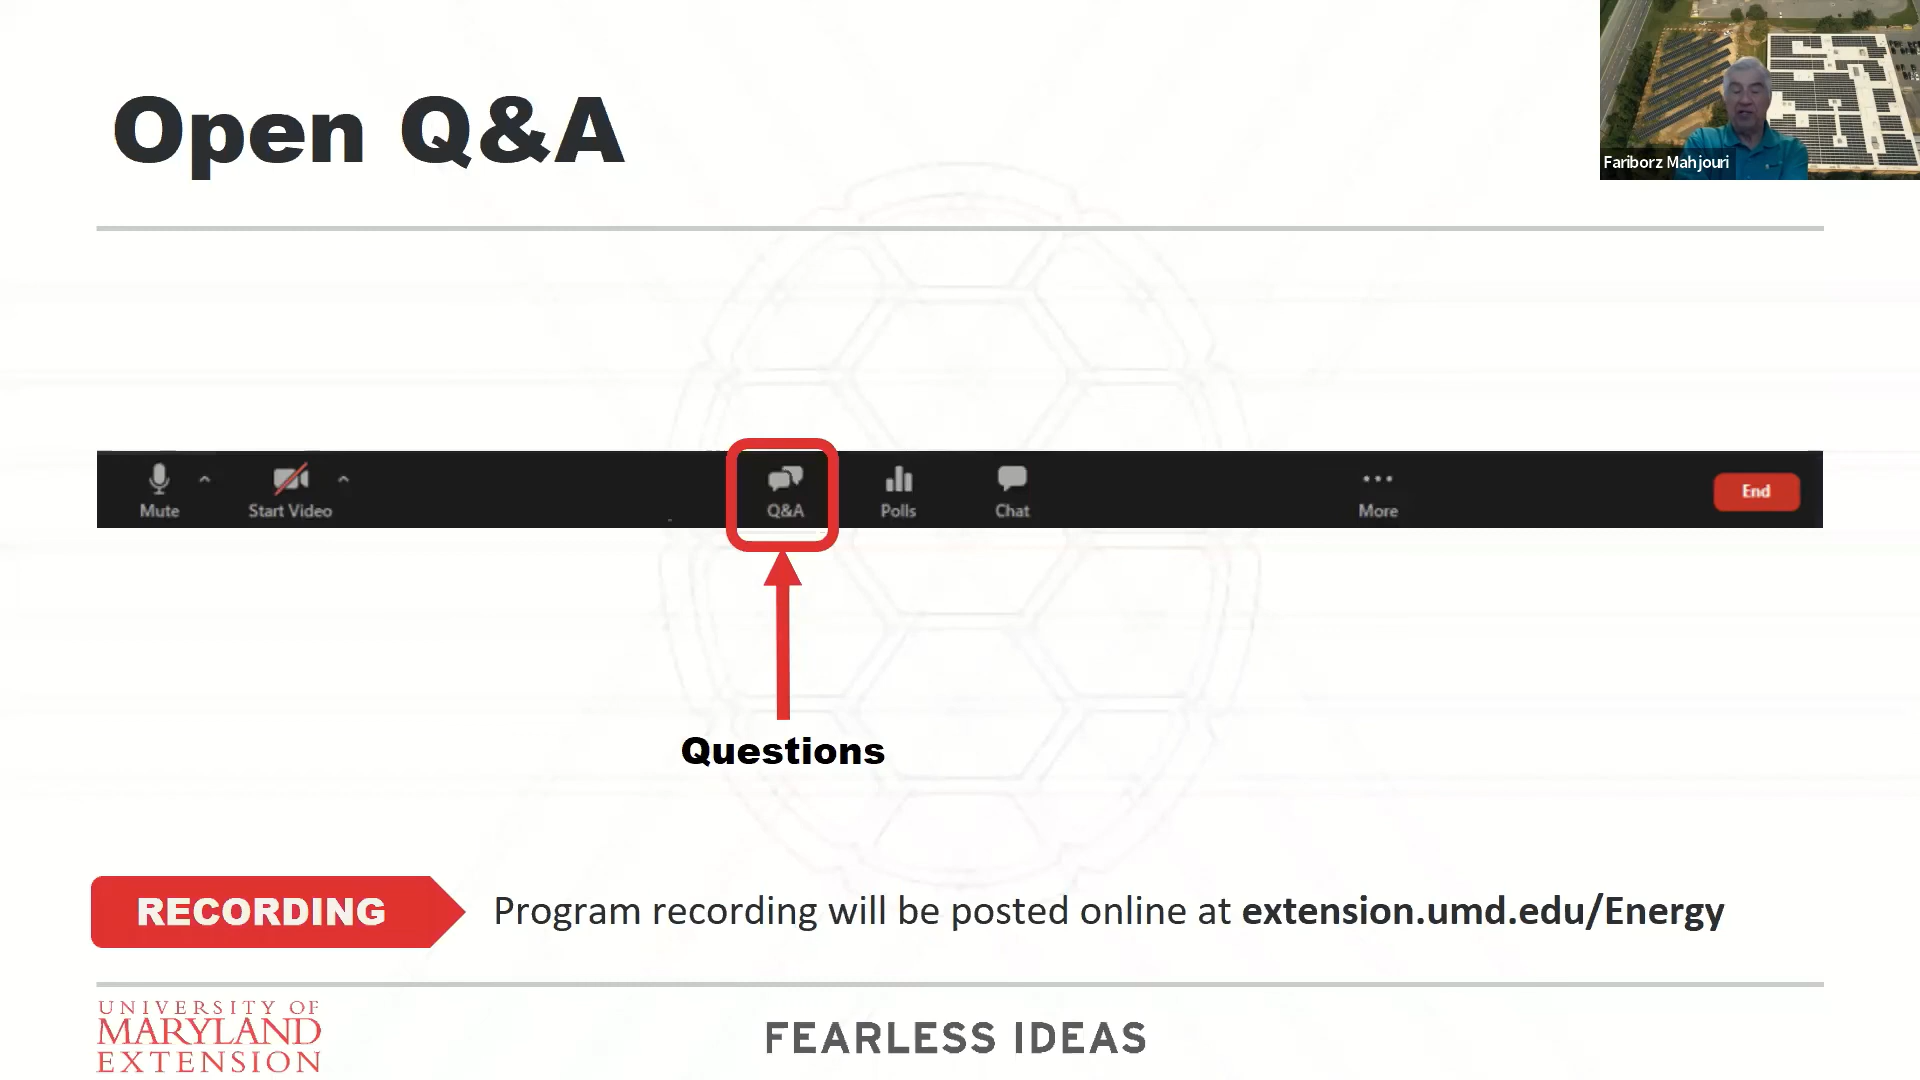 Open Q&A
Fariborz Mahjouri
Mute
Start Video
Q&A
Polls
Chat
More
End
Questions
RECORDING
Program recording will be posted online at extension.umd.edu/Energy
UNIVERSITY OF
MARYLAND
EXTENSION
FEARLESS IDEAS